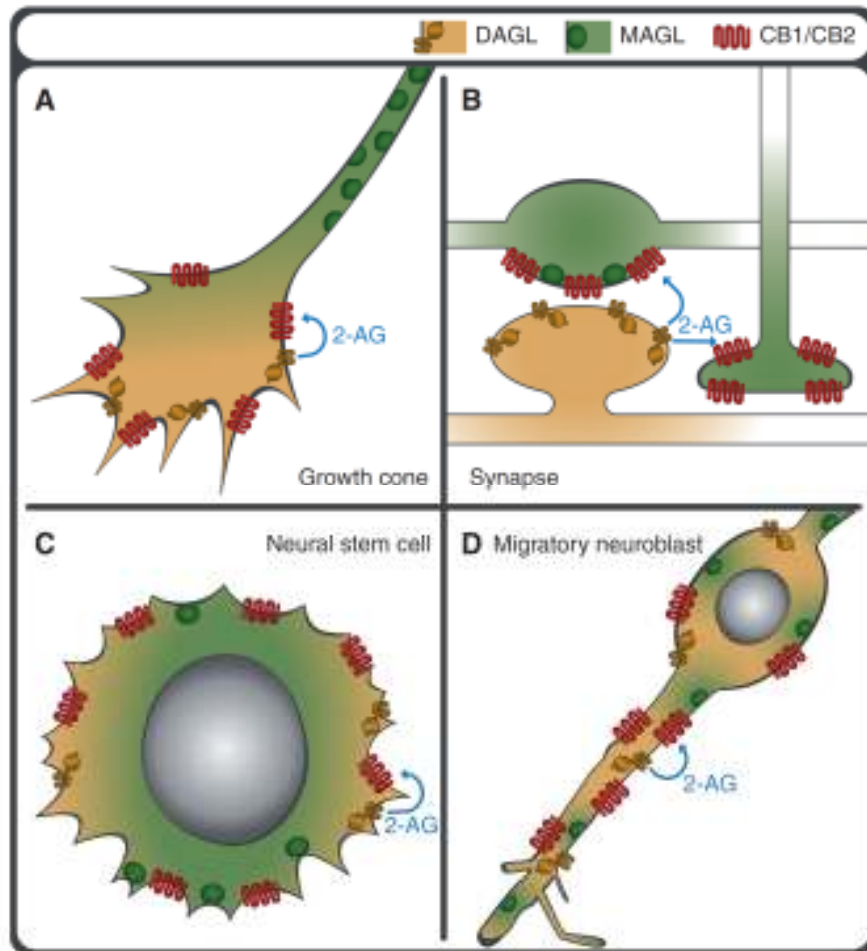 DAGL MAGL CB1/CB2
A
2-AG
Growth cone
B
2-AG
Synapse
C Neural stem cell
2-AG
D Migratory neuroblast
2-AG